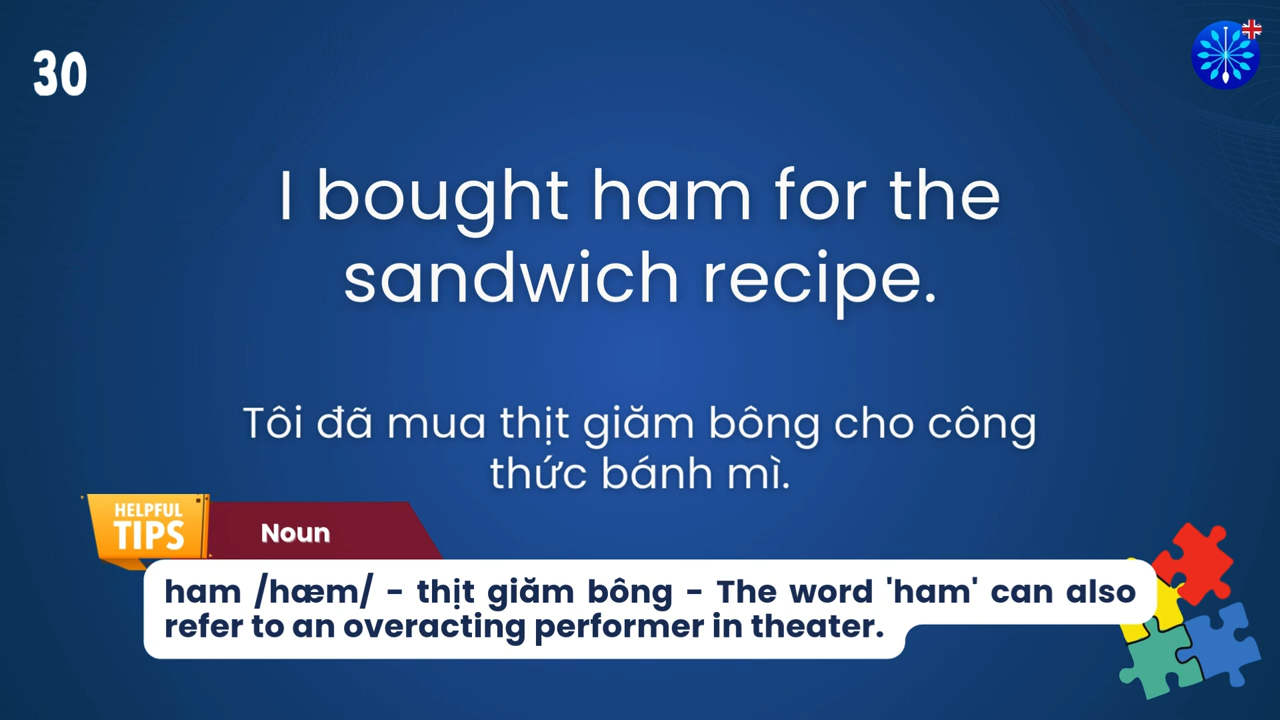 30
I bought ham for the
sandwich recipe.
Tôi đã mua thịt giăm bông cho công
thức bánh mì.
HELPFUL
TIPS
Noun
ham /hæm/ - thịt giăm bông - The word 'ham' can also
refer to an overacting performer in theater.